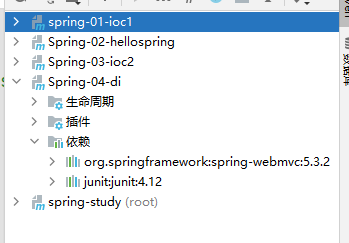 spring-01-ioc1
Spring-02-hellospring
Spring-03-ioc2
Spring-04-di
生命周期
插件
依赖
org.springframework:spring-webmvc:5.3.2
junit:junit:4.12
spring-study (root)